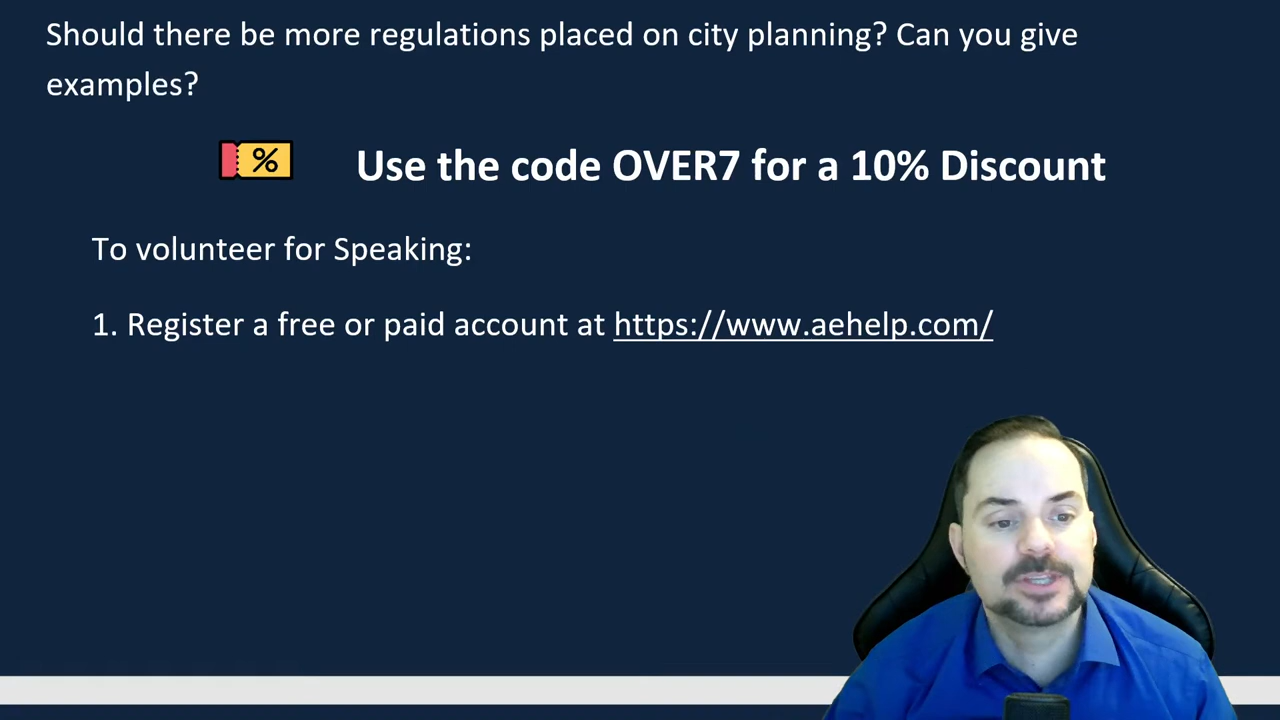 Should there be more regulations placed on city planning? Can you give
examples?
%
Use the code OVER7 for a 10% Discount
To volunteer for Speaking:
1. Register a free or paid account at https://www.aehelp.com/